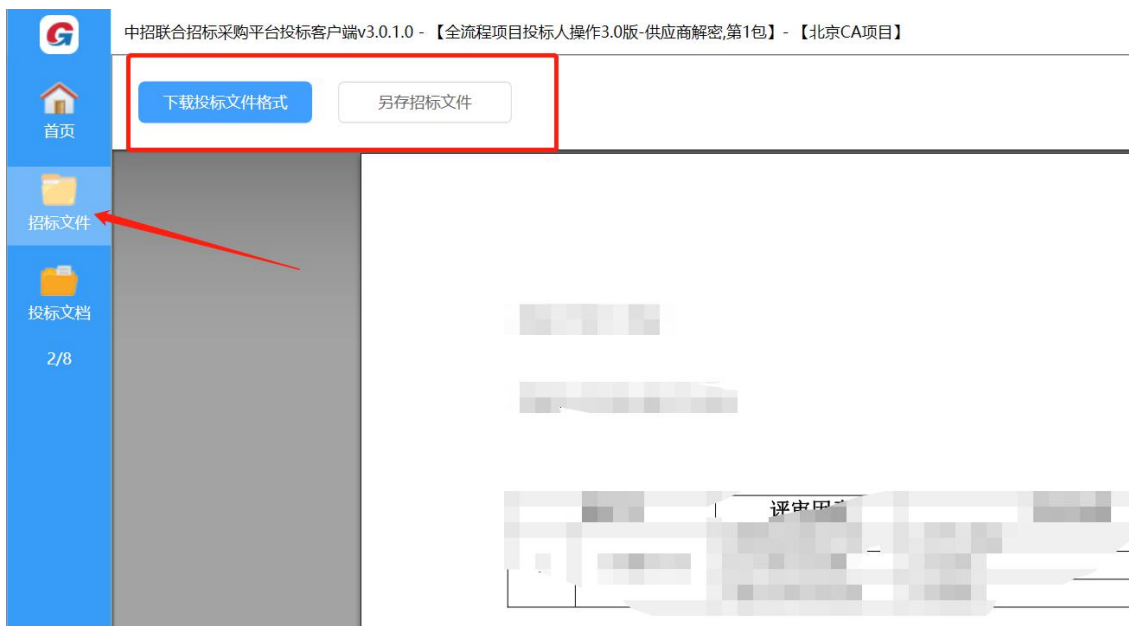 中招联合招标采购平台投标客户端v3.0.1.0 - 【全流程项目投标人操作3.0版-供应商解密,第1包】 - 【北京CA项目】
下载投标文件格式 另存招标文件
首页
招标文件
投标文档
2/8
评审因